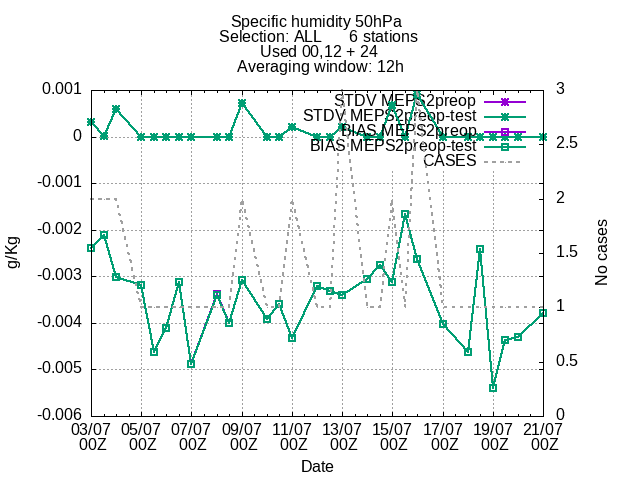 Specific humidity 50hPa
Selection: ALL 6 stations
Used 00,12 + 24
Averaging window: 12h
STDV MEPS2preop
STDV MEPS2preop-test
BIAS MEPS2preop
BIAS MEPS2preop-test
CASES
0.001
0
-0.001
-0.002
-0.003
-0.004
-0.005
-0.006
g/Kg
3
2.5
2
1.5
1
0.5
0
No cases
03/07 05/07 07/07 09/07 11/07 13/07 15/07 17/07 19/07 21/07
00Z 00Z 00Z 00Z 00Z 00Z 00Z 00Z 00Z 00Z
Date